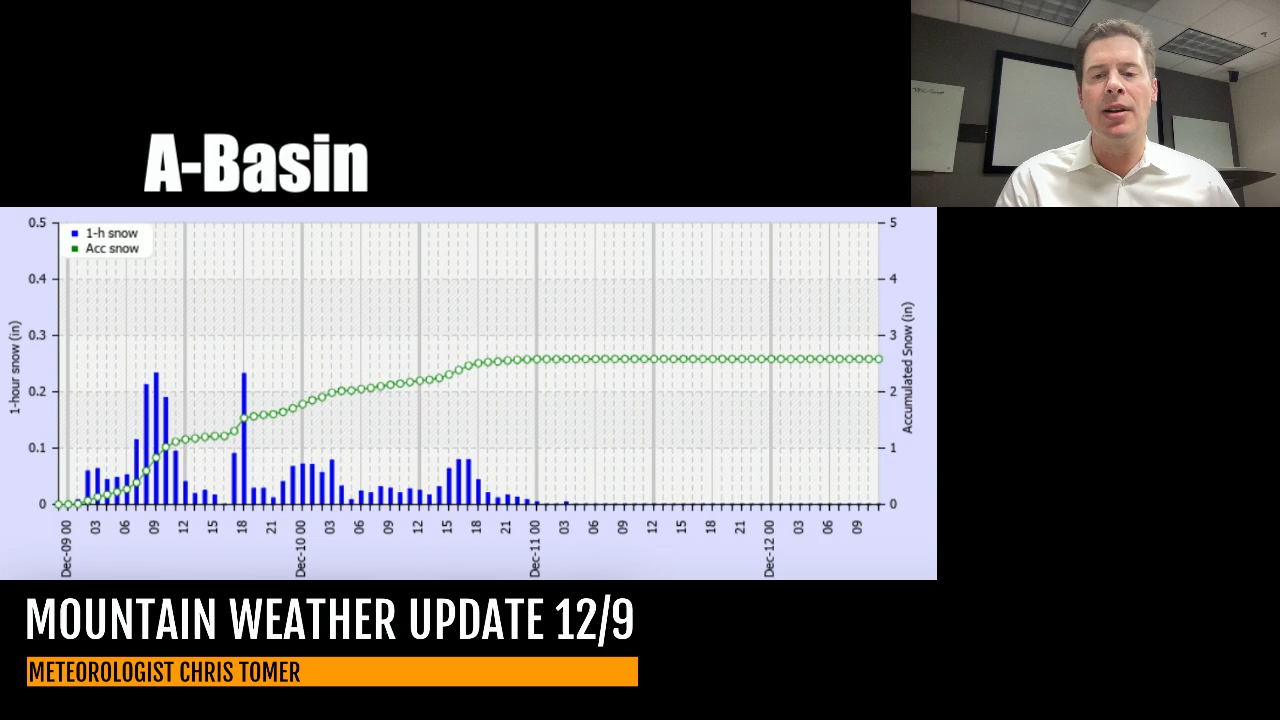 A-Basin
0.5
0.4
0.3
0.2
0.1
0
1-hour snow (in)
1-h snow
Acc snow
5
4
3
2
1
0
Accumulated Snow (in)
Dec-09 00 03 06 09 12 15 18 21 Dec-10 00 03 06 09 12 15 18 21 Dec-11 00 03 06 09 12 15 18 21 Dec-12 00 03 06 09
MOUNTAIN WEATHER UPDATE 12/9
METEOROLOGIST CHRIS TOMER